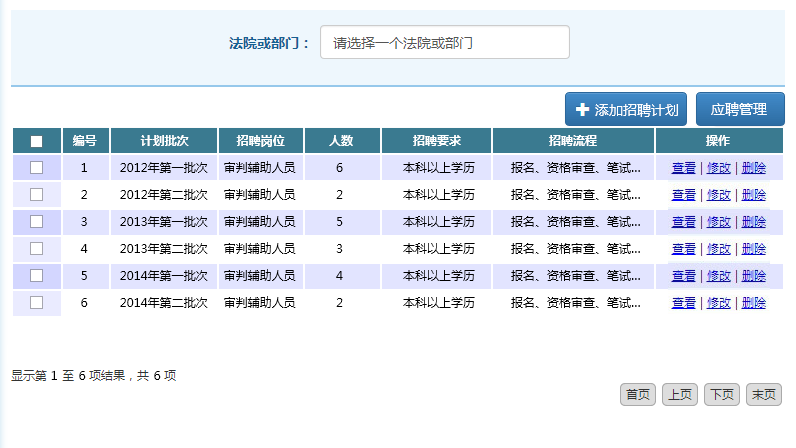 法院或部门： 请选择一个法院或部门
添加招聘计划 应聘管理
编号 计划批次 招聘岗位 人数 招聘要求 招聘流程 操作
1 2012年第一批次 审判辅助人员 6 本科以上学历 报名、资格审查、笔试... 查看 | 修改 | 删除
2 2012年第二批次 审判辅助人员 2 本科以上学历 报名、资格审查、笔试... 查看 | 修改 | 删除
3 2013年第一批次 审判辅助人员 5 本科以上学历 报名、资格审查、笔试... 查看 | 修改 | 删除
4 2013年第二批次 审判辅助人员 3 本科以上学历 报名、资格审查、笔试... 查看 | 修改 | 删除
5 2014年第一批次 审判辅助人员 4 本科以上学历 报名、资格审查、笔试... 查看 | 修改 | 删除
6 2014年第二批次 审判辅助人员 2 本科以上学历 报名、资格审查、笔试... 查看 | 修改 | 删除
显示第 1 至 6 项结果，共 6 项
首页 上页 下页 末页